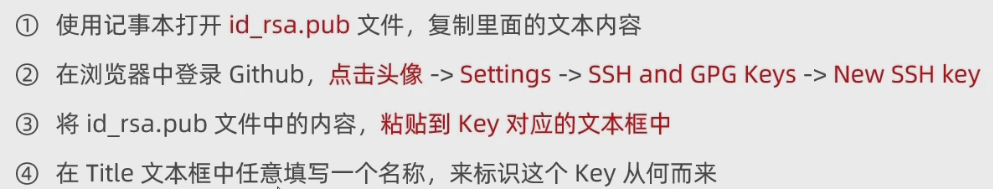 ① 使用记事本打开 id_rsa.pub 文件，复制里面的文本内容
② 在浏览器中登录 Github，点击头像 -> Settings -> SSH and GPG Keys -> New SSH key
③ 将 id_rsa.pub 文件中的内容，粘贴到 Key 对应的文本框中
④ 在 Title 文本框中任意填写一个名称，来标识这个 Key 从何而来